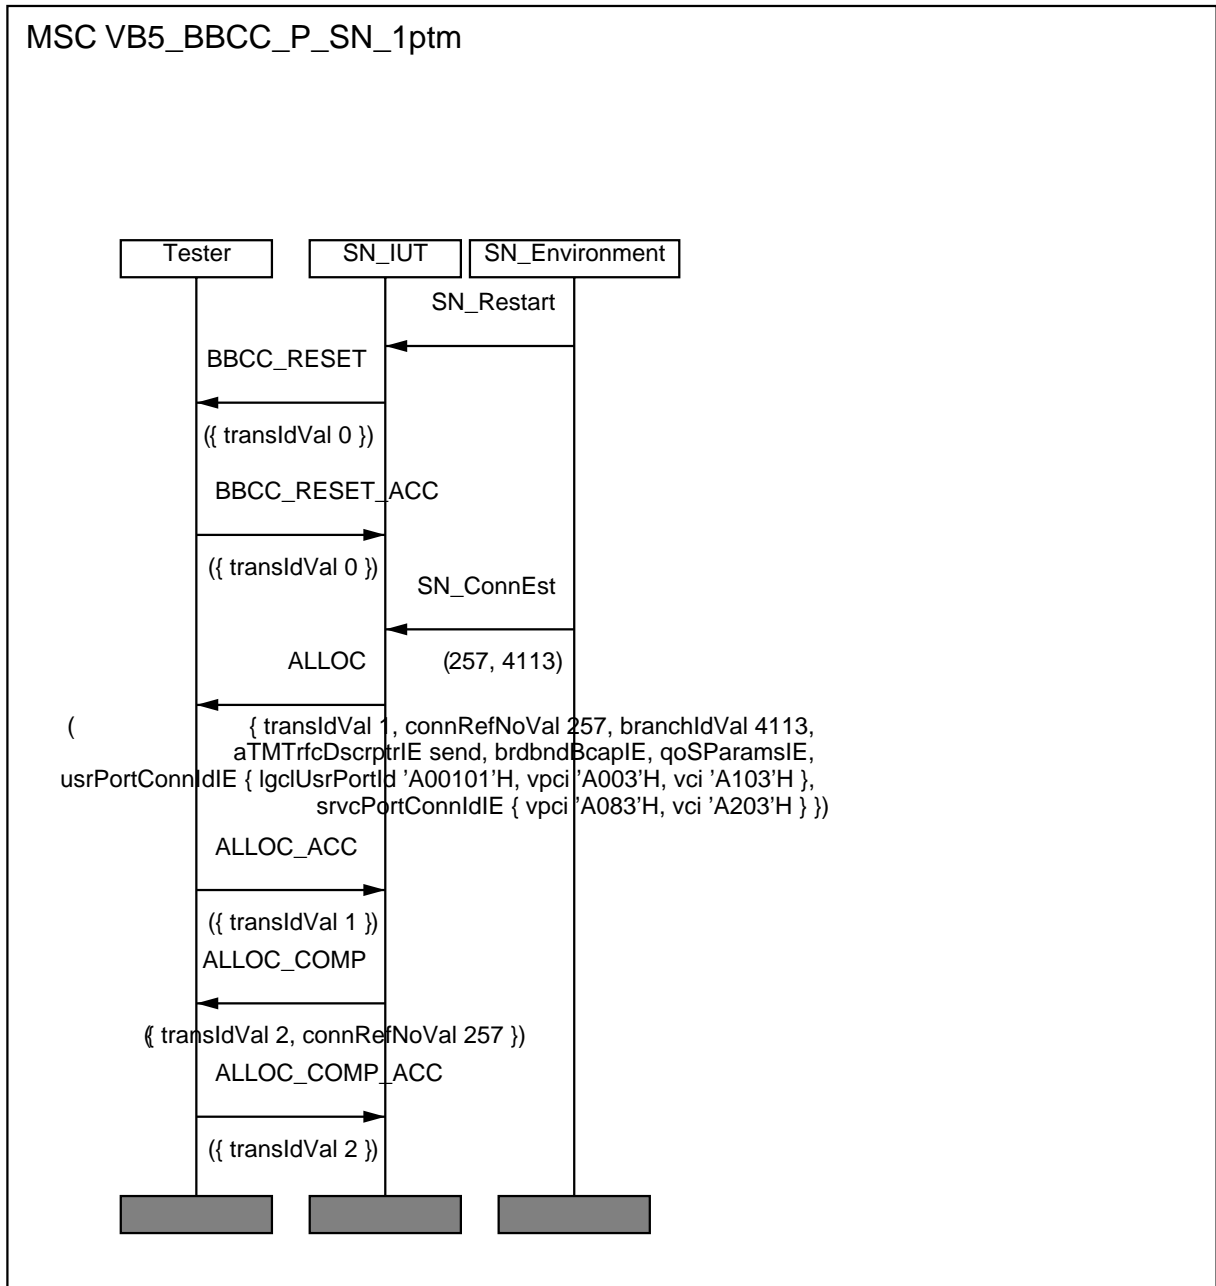 MSC VB5_BBCC_P_SN_1ptm
Tester
SN_IUT
SN_Environment
SN_Restart
BBCC_RESET
({ transIdVal 0 })
BBCC_RESET_ACC
({ transIdVal 0 })
SN_ConnEst
(257, 4113)
ALLOC
( { transIdVal 1, connRefNoVal 257, branchIdVal 4113,
aTMTrfcDscrptrIE send, brdbndBcapIE, qoSParamsIE,
usrPortConnIdIE { lgclUsrPortId 'A00101'H, vpci 'A003'H, vci 'A103'H },
srvcPortConnIdIE { vpci 'A083'H, vci 'A203'H } })
ALLOC_ACC
({ transIdVal 1 })
ALLOC_COMP
({ transIdVal 2, connRefNoVal 257 })
ALLOC_COMP_ACC
({ transIdVal 2 })